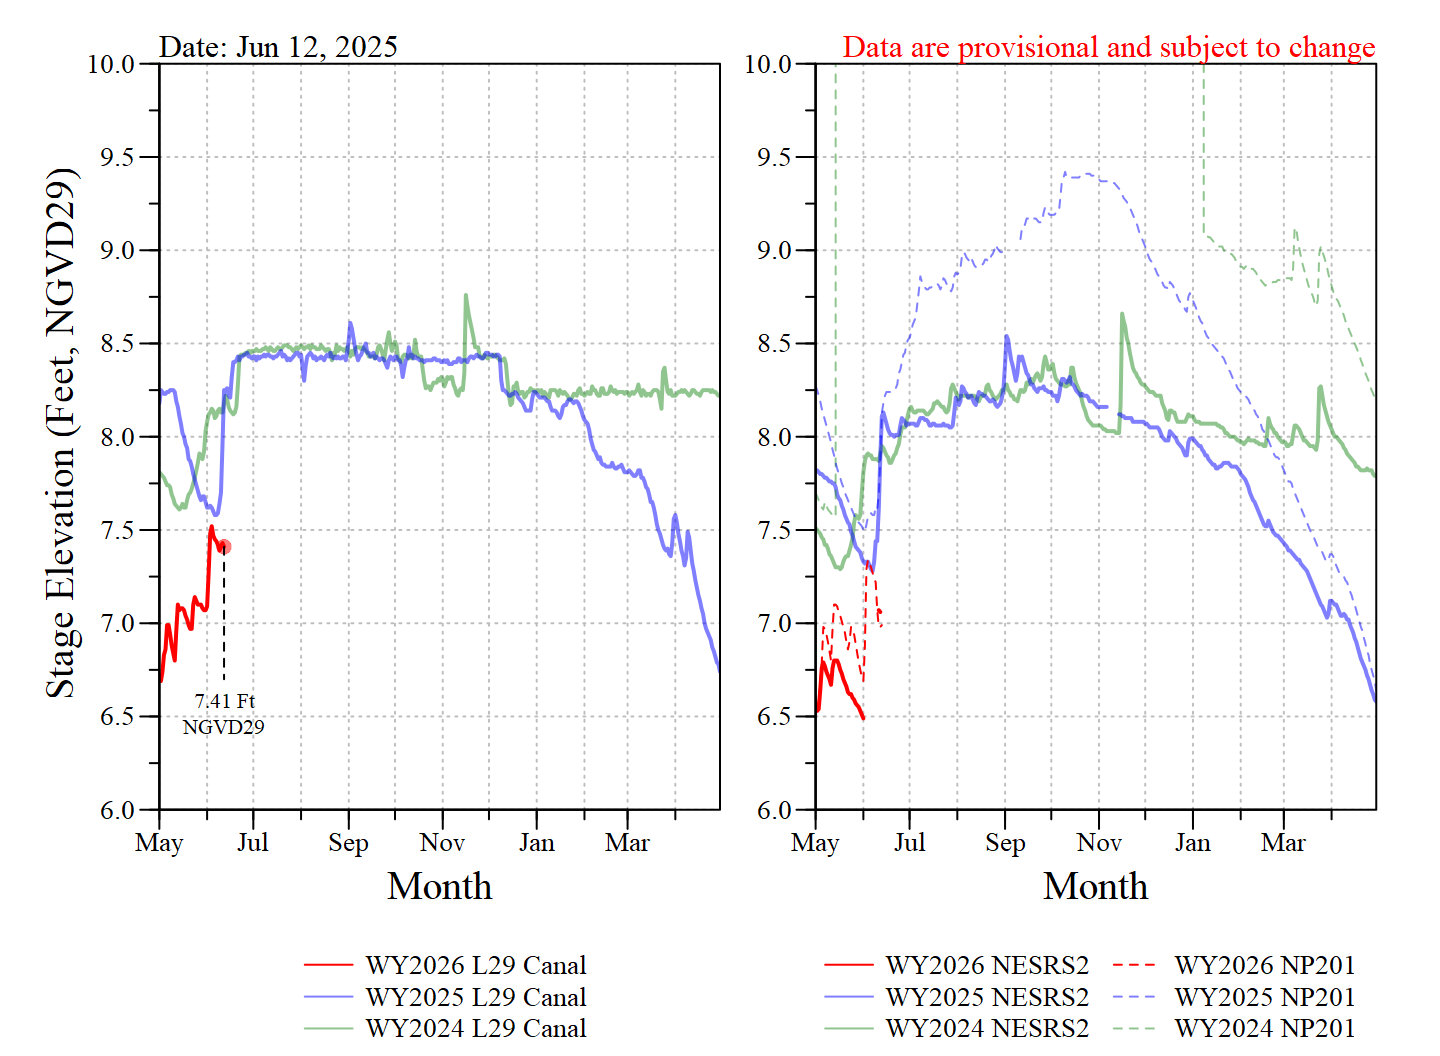 Date: Jun 12, 2025
Data are provisional and subject to change
Stage Elevation (Feet, NGVD29)
10.0
9.5
9.0
8.5
8.0
7.5
7.0
6.5
6.0
7.41 Ft
NGVD29
May Jul Sep Nov Jan Mar
Month
10.0
9.5
9.0
8.5
8.0
7.5
7.0
6.5
6.0
May Jul Sep Nov Jan Mar
Month
WY2026 L29 Canal
WY2025 L29 Canal
WY2024 L29 Canal
WY2026 NESRS2 WY2026 NP201
WY2025 NESRS2 WY2025 NP201
WY2024 NESRS2 WY2024 NP201